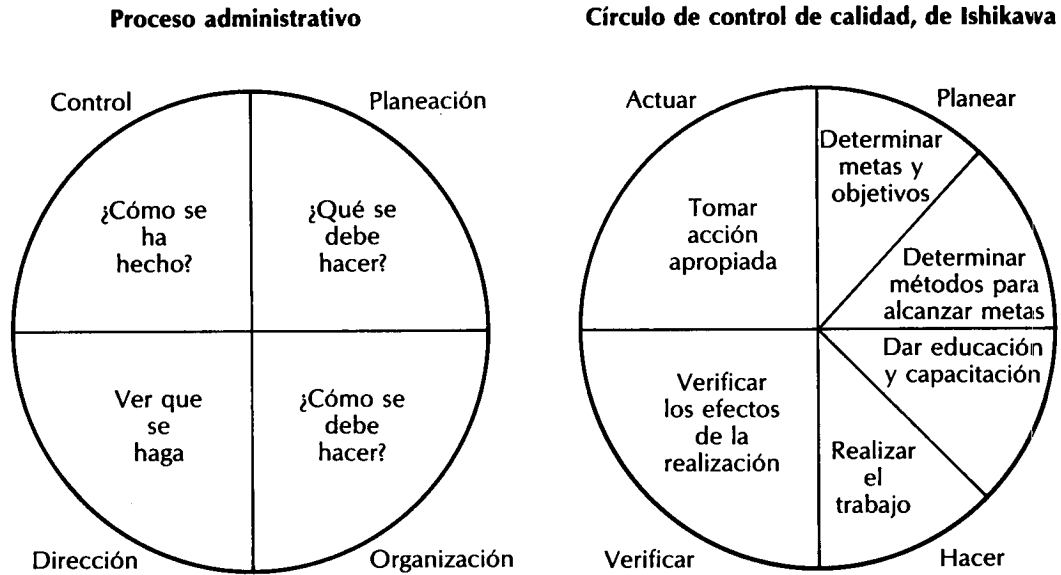 Proceso administrativo
Control
Planeación
¿Cómo se
ha
hecho?
¿Qué se
debe
hacer?
Ver que
se
haga
¿Cómo se
debe
hacer?
Dirección
Organización
Círculo de control de calidad, de Ishikawa
Actuar
Planear
Tomar
acción
apropiada
Determinar
metas y
objetivos
Determinar
métodos para
alcanzar metas
Dar educación
y capacitación
Verificar
los efectos
de la
realización
Realizar
el
trabajo
Verificar
Hacer